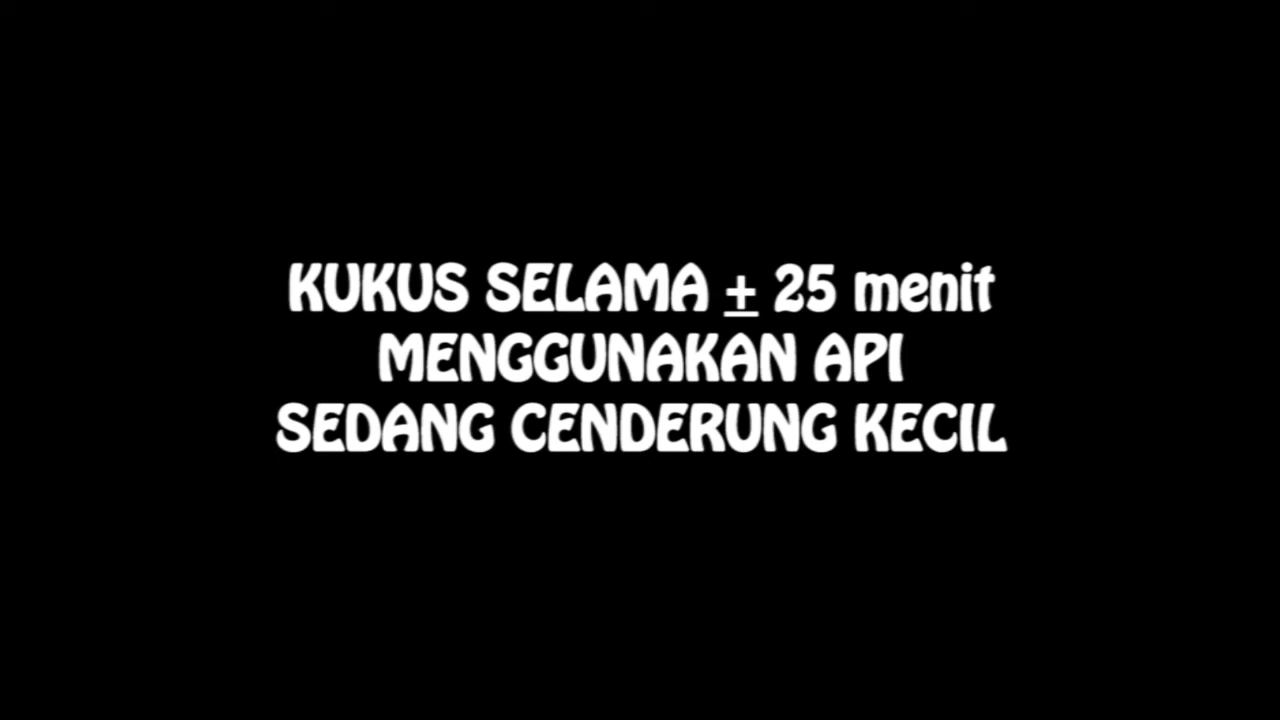 KUKUS SELAMA ± 25 menit
MENGGUNAKAN API
SEDANG CENDERUNG KECIL